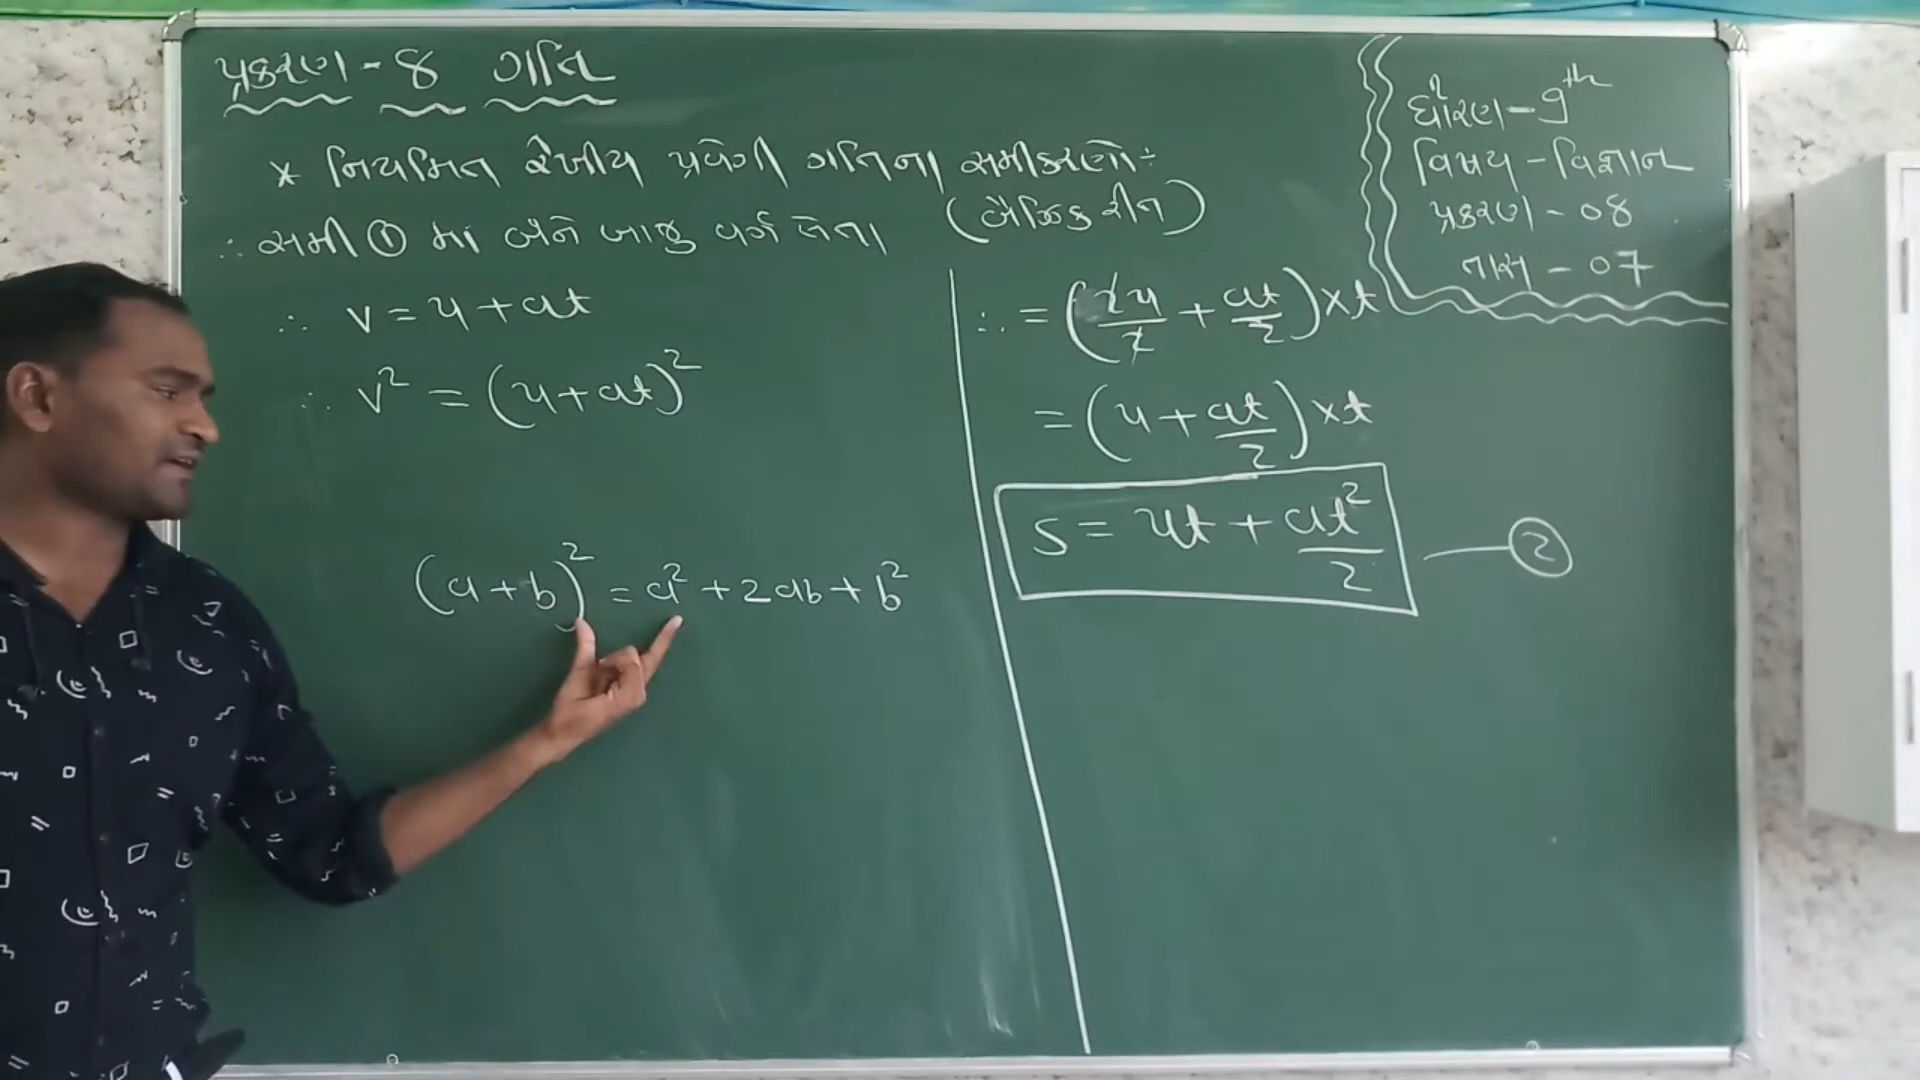 પ્રકરણ - 8 ગતિ
* નિયમિત રેખીય પ્રવેગી ગતિના સમીકરણો ÷
(બૈજિક રીત)
∴ સમી ① માં બંને બાજુ વર્ગ લેતા
∴ v = u + at
∴ v² = (u + at)²
(a + b)² = a² + 2ab + b²
∴ = (2u/2 + at/2) × t
= (u + at/2) × t
s = ut + at²/2 — ②
ધોરણ - 9th
વિષય - વિજ્ઞાન
પ્રકરણ - 08
તાસ - 07